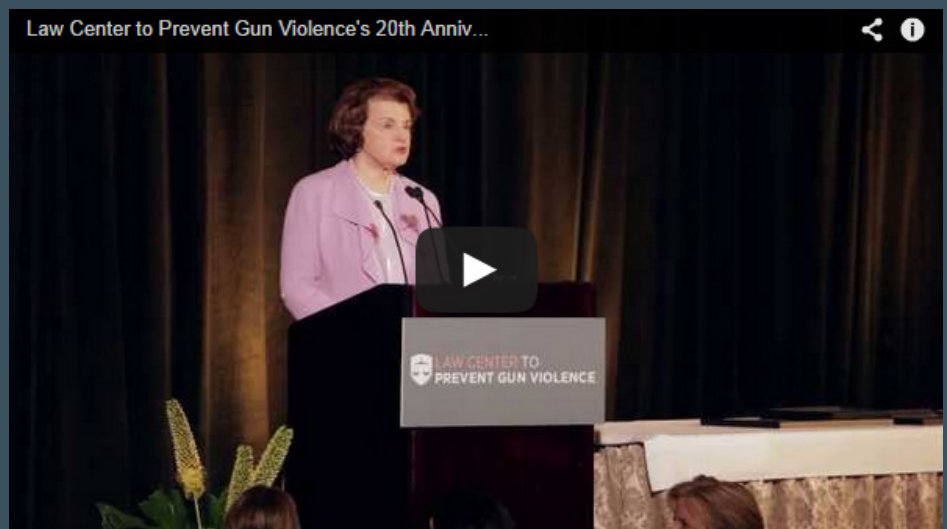 Law Center to Prevent Gun Violence's 20th Anniv...
LAW CENTER TO
PREVENT GUN VIOLENCE